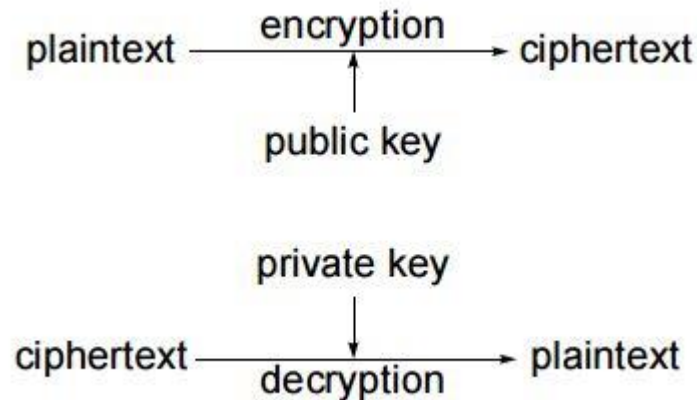 encryption
plaintext ciphertext
public key
private key
ciphertext plaintext
decryption